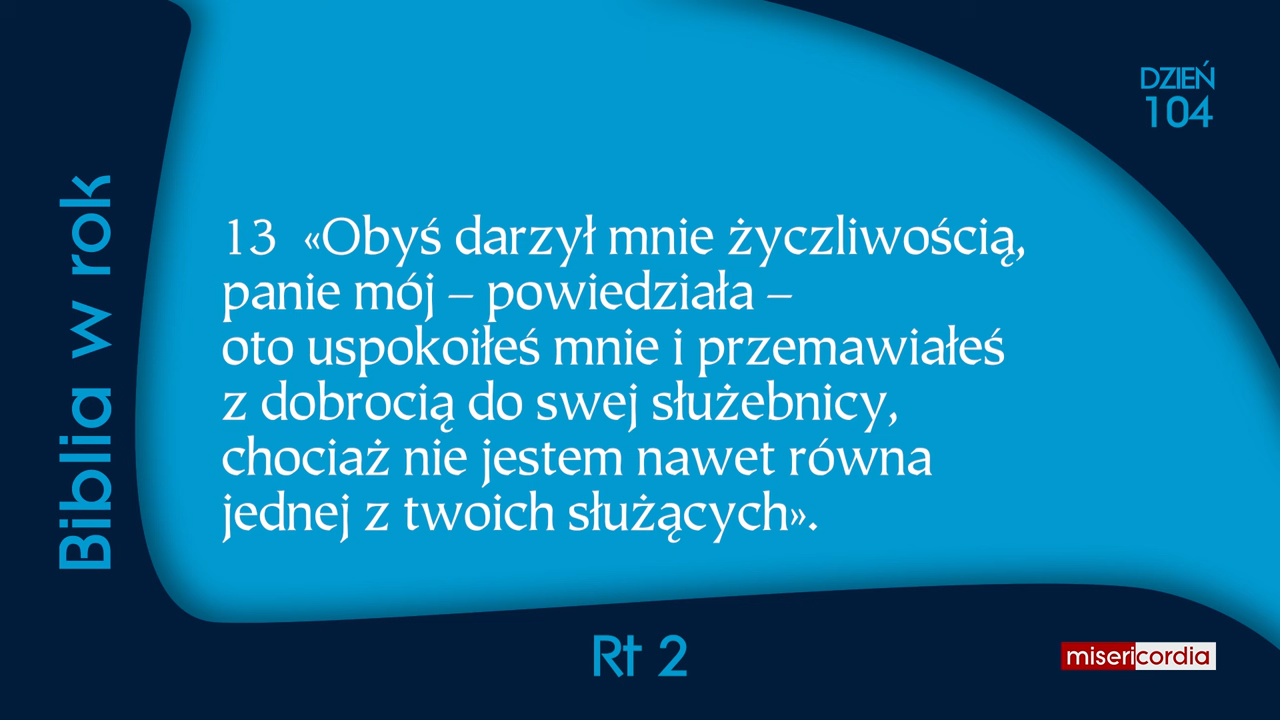 DZIEŃ
104
Biblia w rok
13 «Obyś darzył mnie życzliwością,
panie mój – powiedziała –
oto uspokoiłeś mnie i przemawiałeś
z dobrocią do swej służebnicy,
chociaż nie jestem nawet równa
jednej z twoich służących».
Rt 2
misericordia